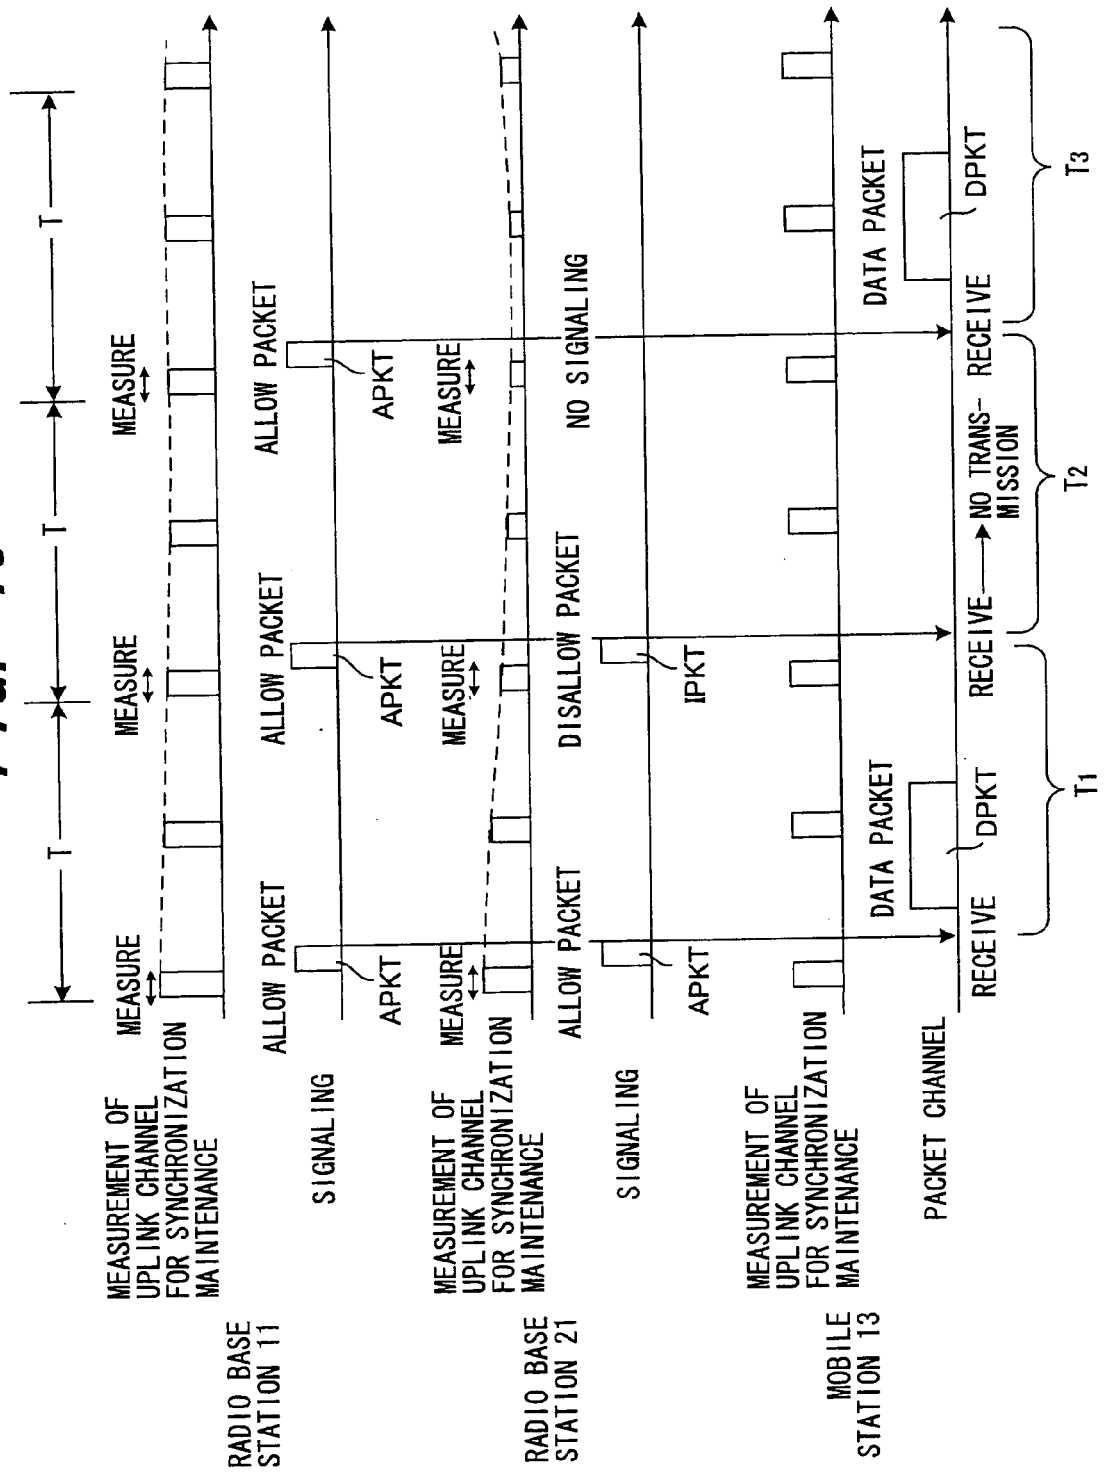 T
T
T
MEASURE
MEASURE
MEASURE
MEASUREMENT OF
UPLINK CHANNEL
FOR SYNCHRONIZATION
MAINTENANCE
RADIO BASE
STATION 11
ALLOW PACKET
ALLOW PACKET
ALLOW PACKET
SIGNALING
APKT
APKT
APKT
MEASURE
MEASURE
MEASURE
MEASUREMENT OF
UPLINK CHANNEL
FOR SYNCHRONIZATION
MAINTENANCE
RADIO BASE
STATION 21
ALLOW PACKET
DISALLOW PACKET
NO SIGNALING
SIGNALING
APKT
IPKT
MEASUREMENT OF
UPLINK CHANNEL
FOR SYNCHRONIZATION
MAINTENANCE
MOBILE
STATION 13
DATA PACKET
DATA PACKET
PACKET CHANNEL
RECEIVE
DPKT
RECEIVE
NO TRANS-
MISSION
RECEIVE
DPKT
T1
T2
T3